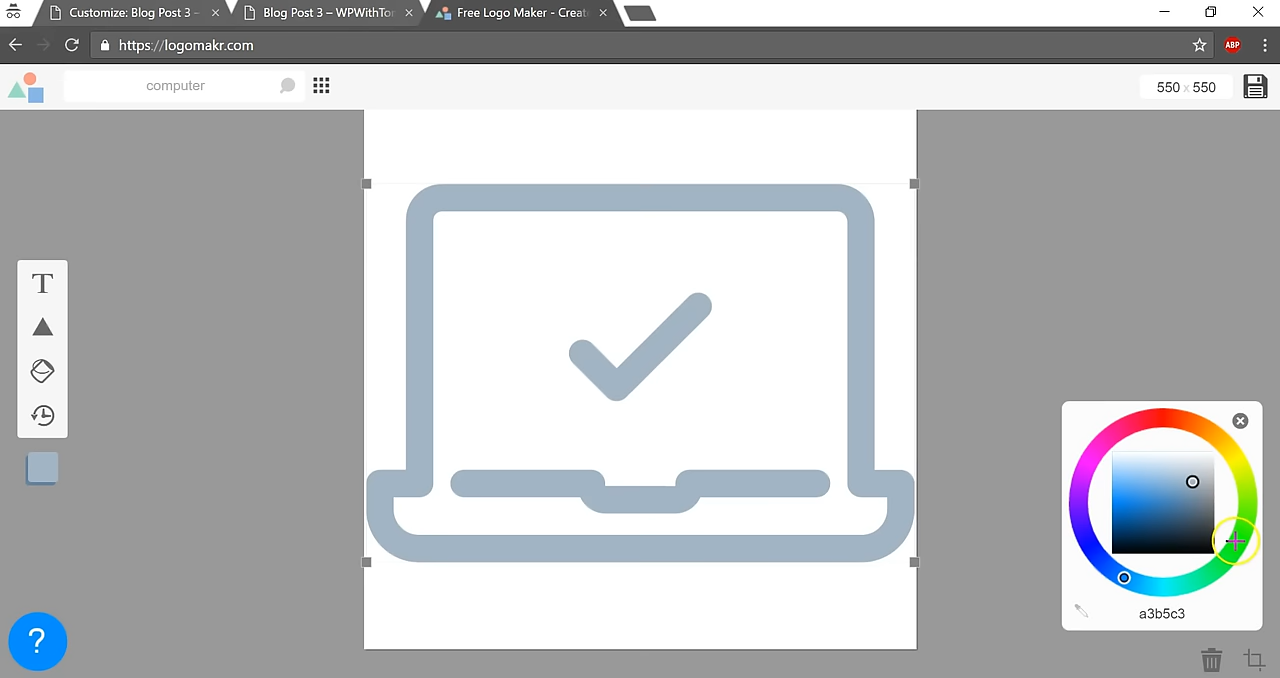 Customize: Blog Post 3 –
Blog Post 3 – WPWithTo
Free Logo Maker - Creat
https://logomakr.com
ABP
computer
550 x 550
T
?
a3b5c3